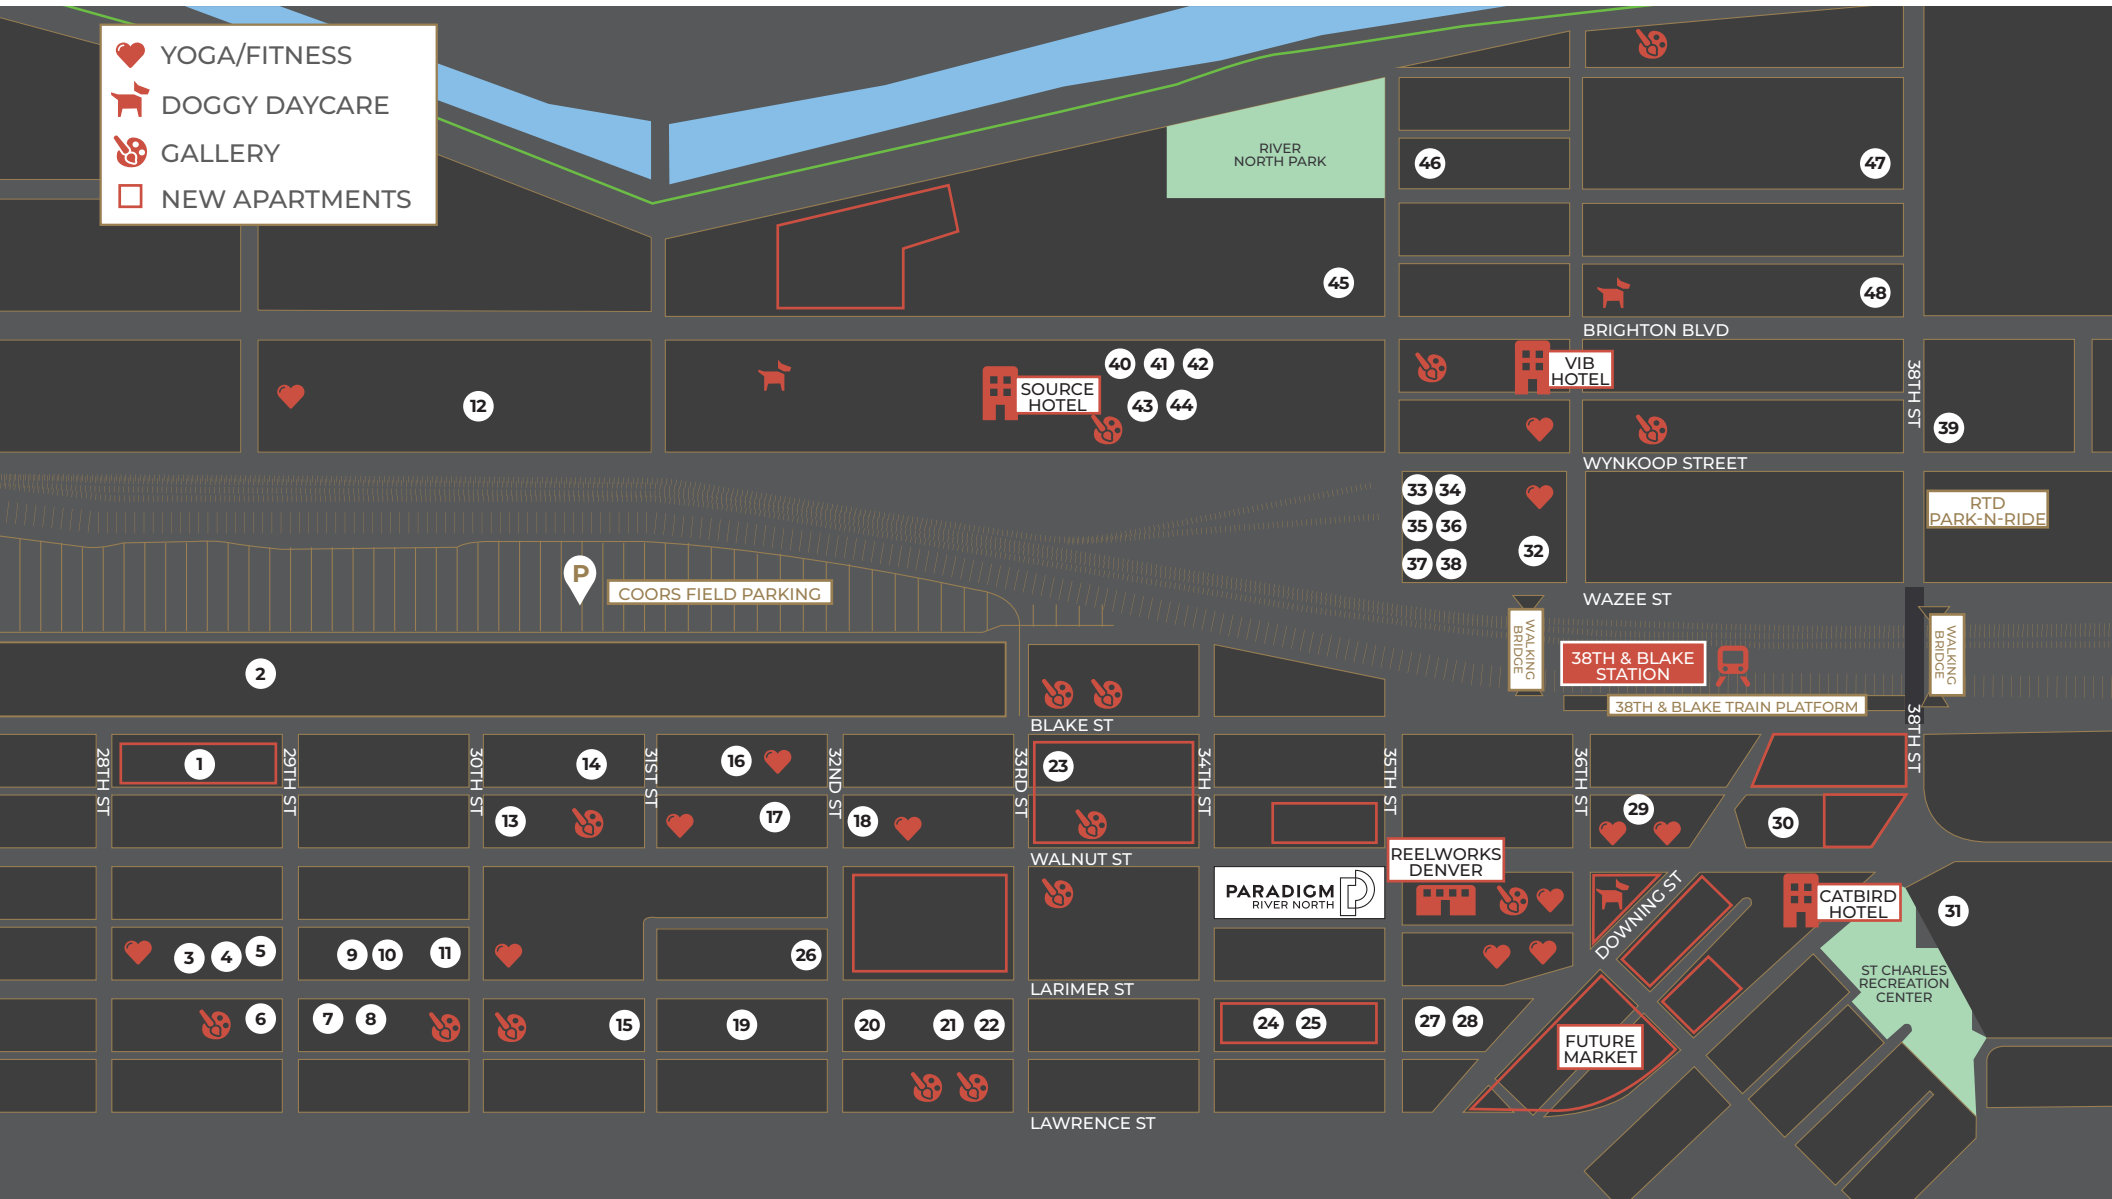 YOGA/FITNESS
DOGGY DAYCARE
GALLERY
NEW APARTMENTS
RIVER
NORTH PARK
46
47
45
48
BRIGHTON BLVD
40 41 42
43 44
SOURCE
HOTEL
VIB
HOTEL
12
38TH ST
39
WYNKOOP STREET
33 34
35 36
37 38
32
RTD
PARK-N-RIDE
P
COORS FIELD PARKING
WAZEE ST
WALKING
BRIDGE
38TH & BLAKE
STATION
WALKING
BRIDGE
38TH & BLAKE TRAIN PLATFORM
2
BLAKE ST
28TH ST
1
29TH ST
30TH ST
14
31ST ST
16
32ND ST
33RD ST
23
34TH ST
35TH ST
36TH ST
38TH ST
13
17
18
29
30
WALNUT ST
REELWORKS
DENVER
PARADIGM
RIVER NORTH
DOWNING ST
CATBIRD
HOTEL
31
3 4 5
9 10 11
26
ST CHARLES
RECREATION
CENTER
LARIMER ST
6
7 8
15
19
20
21 22
24 25
27 28
FUTURE
MARKET
LAWRENCE ST